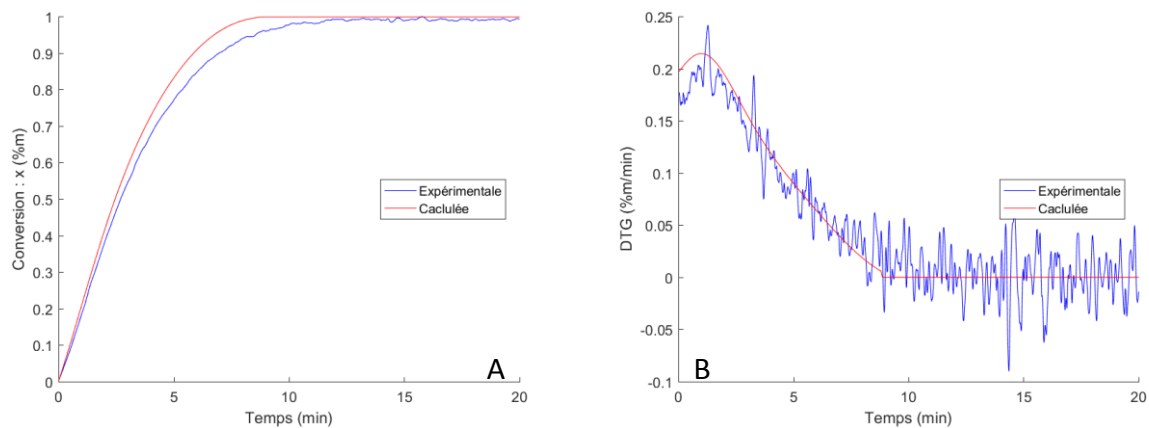 1
0.9
0.8
0.7
0.6
0.5
0.4
0.3
0.2
0.1
0
Conversion : x (%m)
0 5 10 15 20
Temps (min)
Expérimentale
Caclulée
A
0.25
0.2
0.15
0.1
0.05
0
-0.05
-0.1
DTG (%m/min)
0 5 10 15 20
Temps (min)
Expérimentale
Caclulée
B